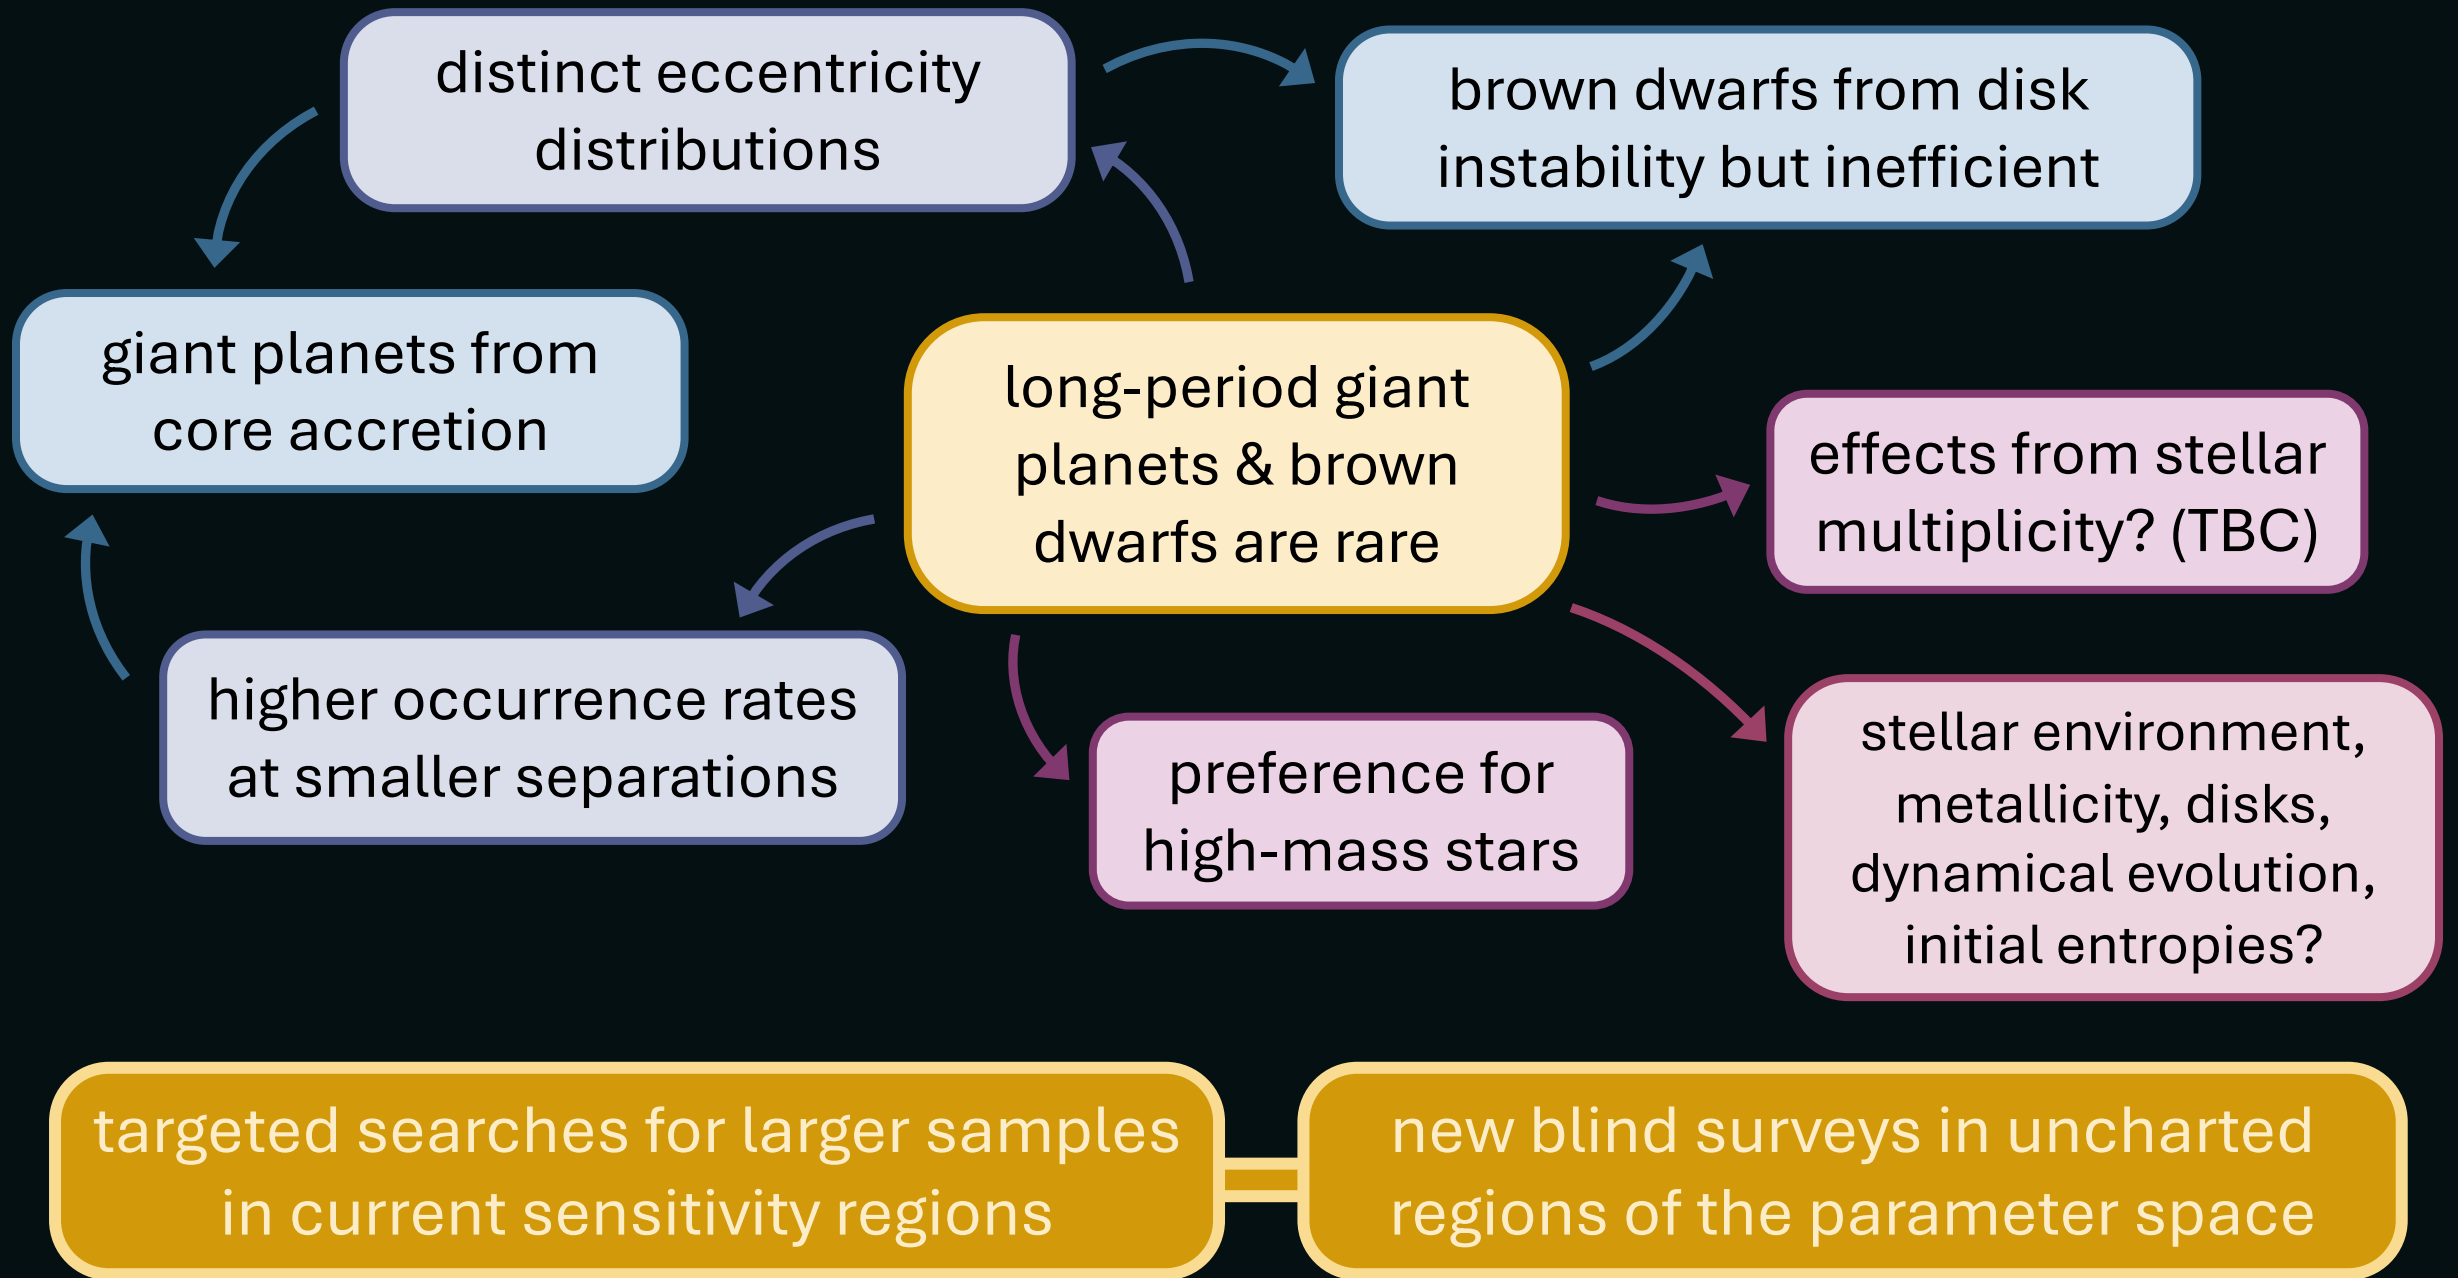 distinct eccentricity
distributions
brown dwarfs from disk
instability but inefficient
giant planets from
core accretion
long-period giant
planets & brown
dwarfs are rare
effects from stellar
multiplicity? (TBC)
higher occurrence rates
at smaller separations
preference for
high-mass stars
stellar environment,
metallicity, disks,
dynamical evolution,
initial entropies?
targeted searches for larger samples
in current sensitivity regions
new blind surveys in uncharted
regions of the parameter space